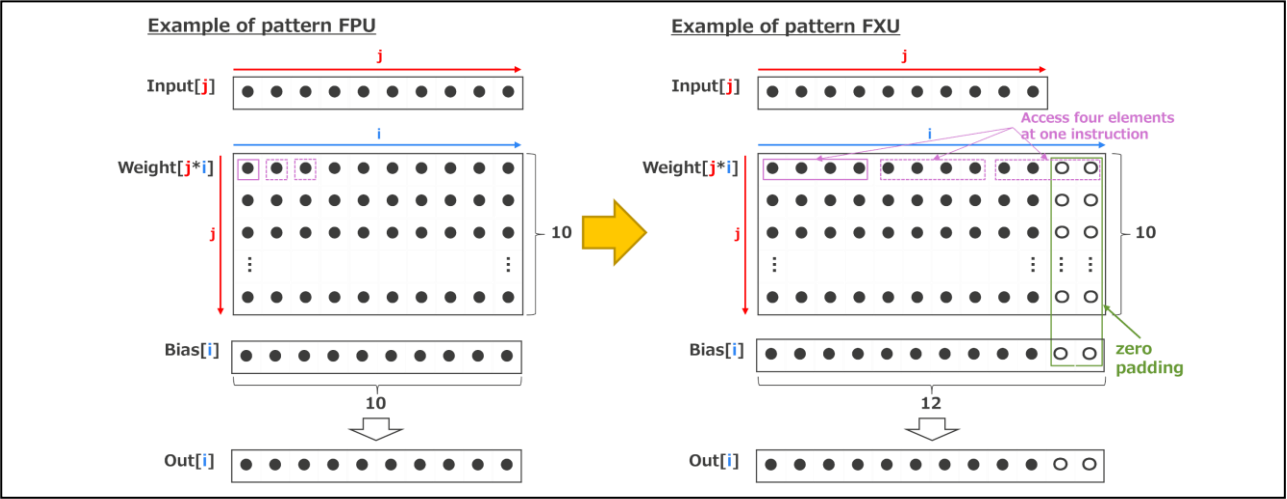 Example of pattern FPU
j
Input[j]
i
Weight[j*i]
j
10
Bias[i]
10
Out[i]
Example of pattern FXU
j
Input[j]
Access four elements
at one instruction
i
Weight[j*i]
j
10
Bias[i]
zero
padding
12
Out[i]